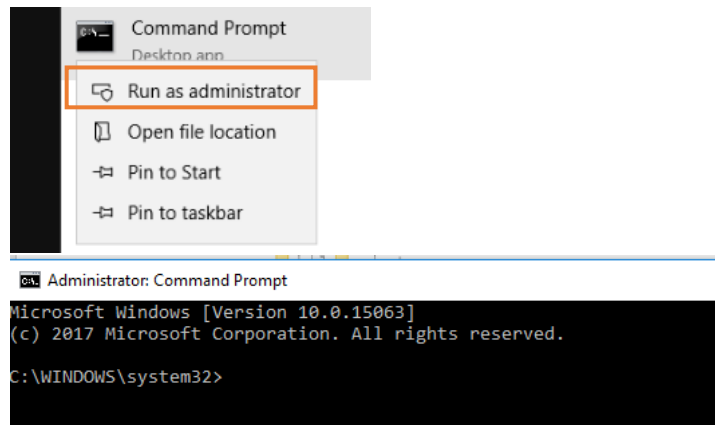 Command Prompt
Desktop app
Run as administrator
Open file location
Pin to Start
Pin to taskbar
Administrator: Command Prompt
Microsoft Windows [Version 10.0.15063]
(c) 2017 Microsoft Corporation. All rights reserved.
C:\WINDOWS\system32>